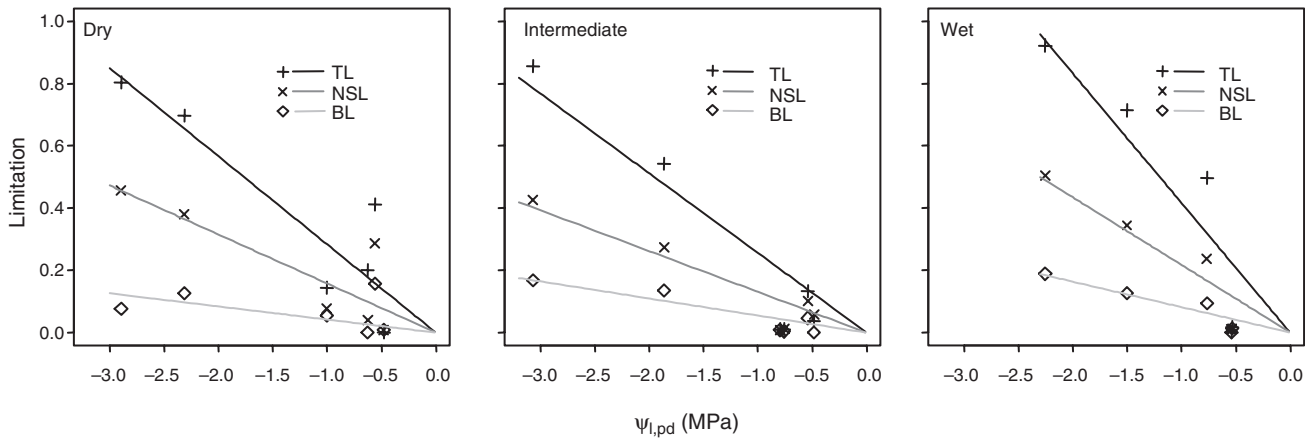 Limitation
1.0
0.8
0.6
0.4
0.2
0.0
Dry
TL
NSL
BL
−3.0 −2.5 −2.0 −1.5 −1.0 −0.5 0.0
Intermediate
TL
NSL
BL
−3.0 −2.5 −2.0 −1.5 −1.0 −0.5 0.0
Wet
TL
NSL
BL
−3.0 −2.5 −2.0 −1.5 −1.0 −0.5 0.0
ψl,pd (MPa)